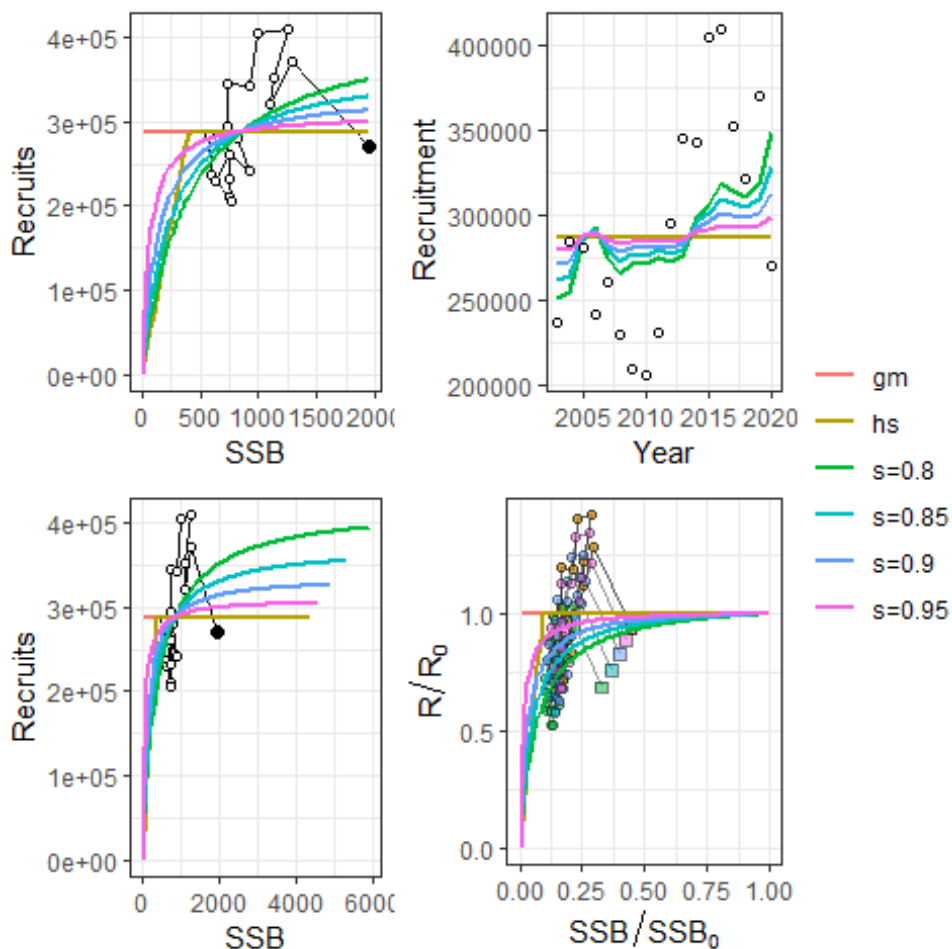 4e+05
3e+05
2e+05
1e+05
0e+00
Recruits
0
500
1000
1500
2000
SSB
400000
350000
300000
250000
200000
Recruitment
2005
2010
2015
2020
Year
gm
hs
s=0.8
s=0.85
s=0.9
s=0.95
4e+05
3e+05
2e+05
1e+05
0e+00
Recruits
0
2000
4000
6000
SSB
1.0
0.5
0.0
R/R₀
0.00
0.25
0.50
0.75
1.00
SSB/SSB₀